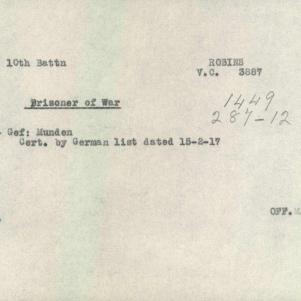 10th Battn ROBINS
V.C. 3887
Prisoner of War
1449
287-12
Gef: Munden
Cert. by German list dated 15-2-17
OFF.